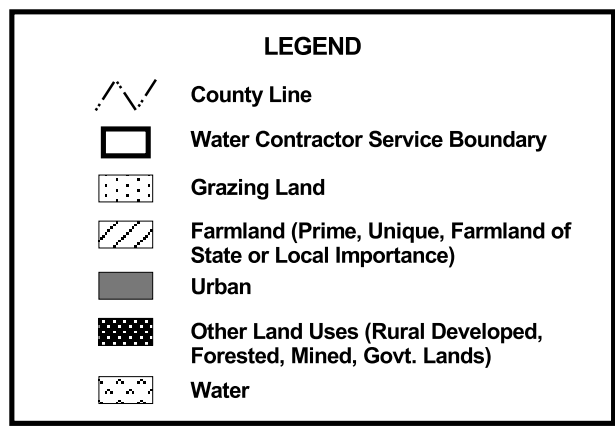 LEGEND
County Line
Water Contractor Service Boundary
Grazing Land
Farmland (Prime, Unique, Farmland of
State or Local Importance)
Urban
Other Land Uses (Rural Developed,
Forested, Mined, Govt. Lands)
Water